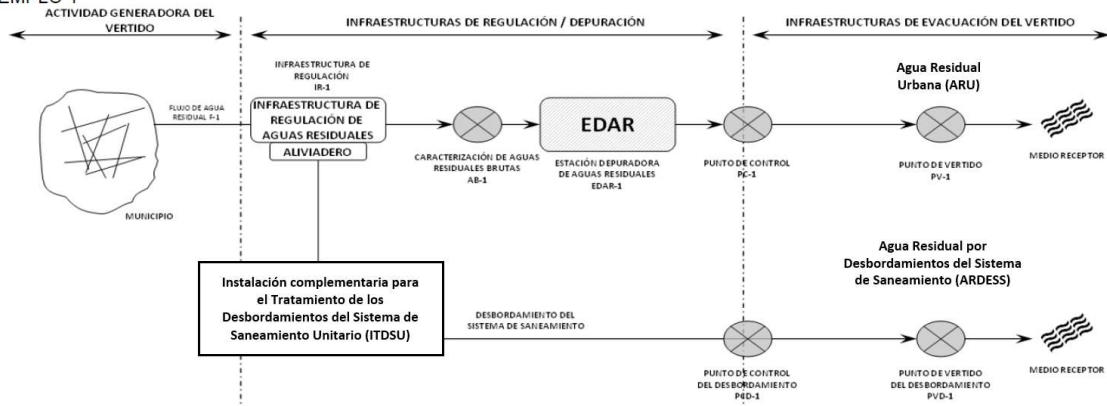 ACTIVIDAD GENERADORA DEL
VERTIDO
INFRAESTRUCTURAS DE REGULACIÓN / DEPURACIÓN
INFRAESTRUCTURAS DE EVACUACIÓN DEL VERTIDO
INFRAESTRUCTURA DE
REGULACIÓN
IR-1
FLUJO DE AGUA
RESIDUAL F-1
INFRAESTRUCTURA DE
REGULACIÓN DE
AGUAS RESIDUALES
ALIVIADERO
MUNICIPIO
CARACTERIZACIÓN DE AGUAS
RESIDUALES BRUTAS
AB-1
EDAR
ESTACIÓN DEPURADORA
DE AGUAS RESIDUALES
EDAR-1
PUNTO DE CONTROL
PC-1
Agua Residual
Urbana (ARU)
PUNTO DE VERTIDO
PV-1
MEDIO RECEPTOR
Instalación complementaria para
el Tratamiento de los
Desbordamientos del Sistema de
Saneamiento Unitario (ITDSU)
DESBORDAMIENTO DEL
SISTEMA DE SANEAMIENTO
PUNTO DE CONTROL
DEL DESBORDAMIENTO
PCD-1
Agua Residual por
Desbordamientos del Sistema
de Saneamiento (ARDESS)
PUNTO DE VERTIDO
DEL DESBORDAMIENTO
PVD-1
MEDIO RECEPTOR